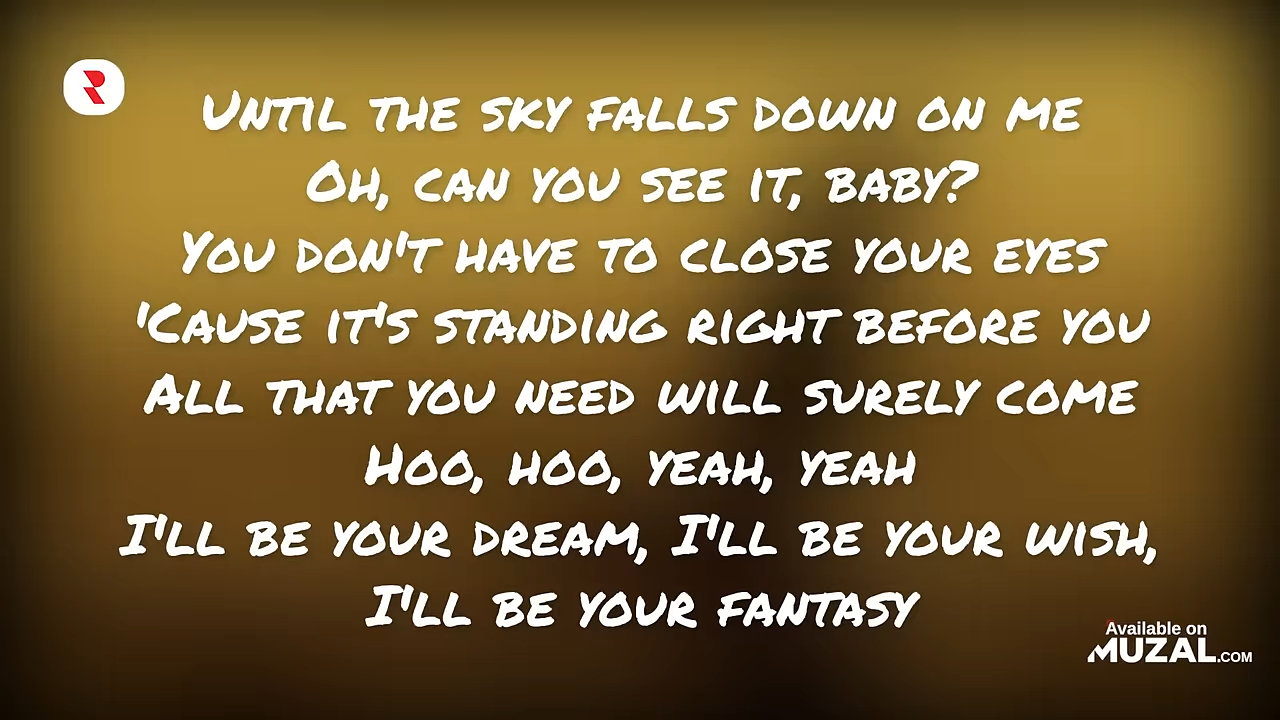 Until the sky falls down on me
Oh, can you see it, baby?
You don't have to close your eyes
'Cause it's standing right before you
All that you need will surely come
Hoo, hoo, yeah, yeah
I'll be your dream, I'll be your wish,
I'll be your fantasy
Available on
MUZAL.COM